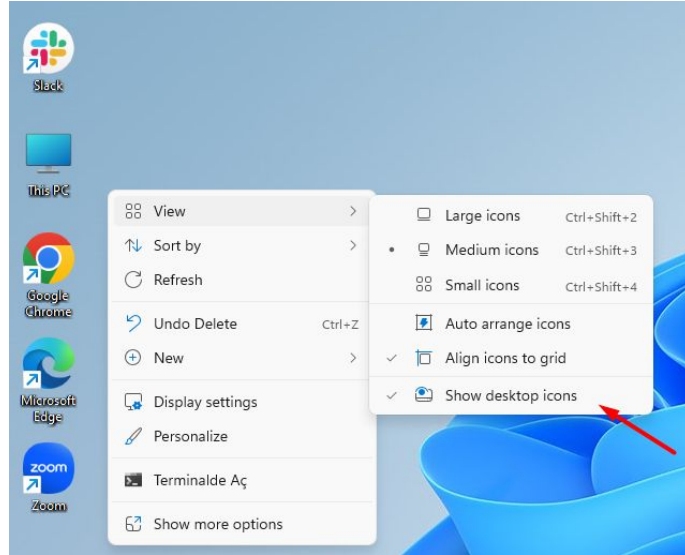 Slack
This PC
Google
Chrome
Microsoft
Edge
zoom
Zoom
View
Sort by
Refresh
Undo Delete Ctrl+Z
New
Display settings
Personalize
Terminalde Aç
Show more options
Large icons Ctrl+Shift+2
Medium icons Ctrl+Shift+3
Small icons Ctrl+Shift+4
Auto arrange icons
Align icons to grid
Show desktop icons